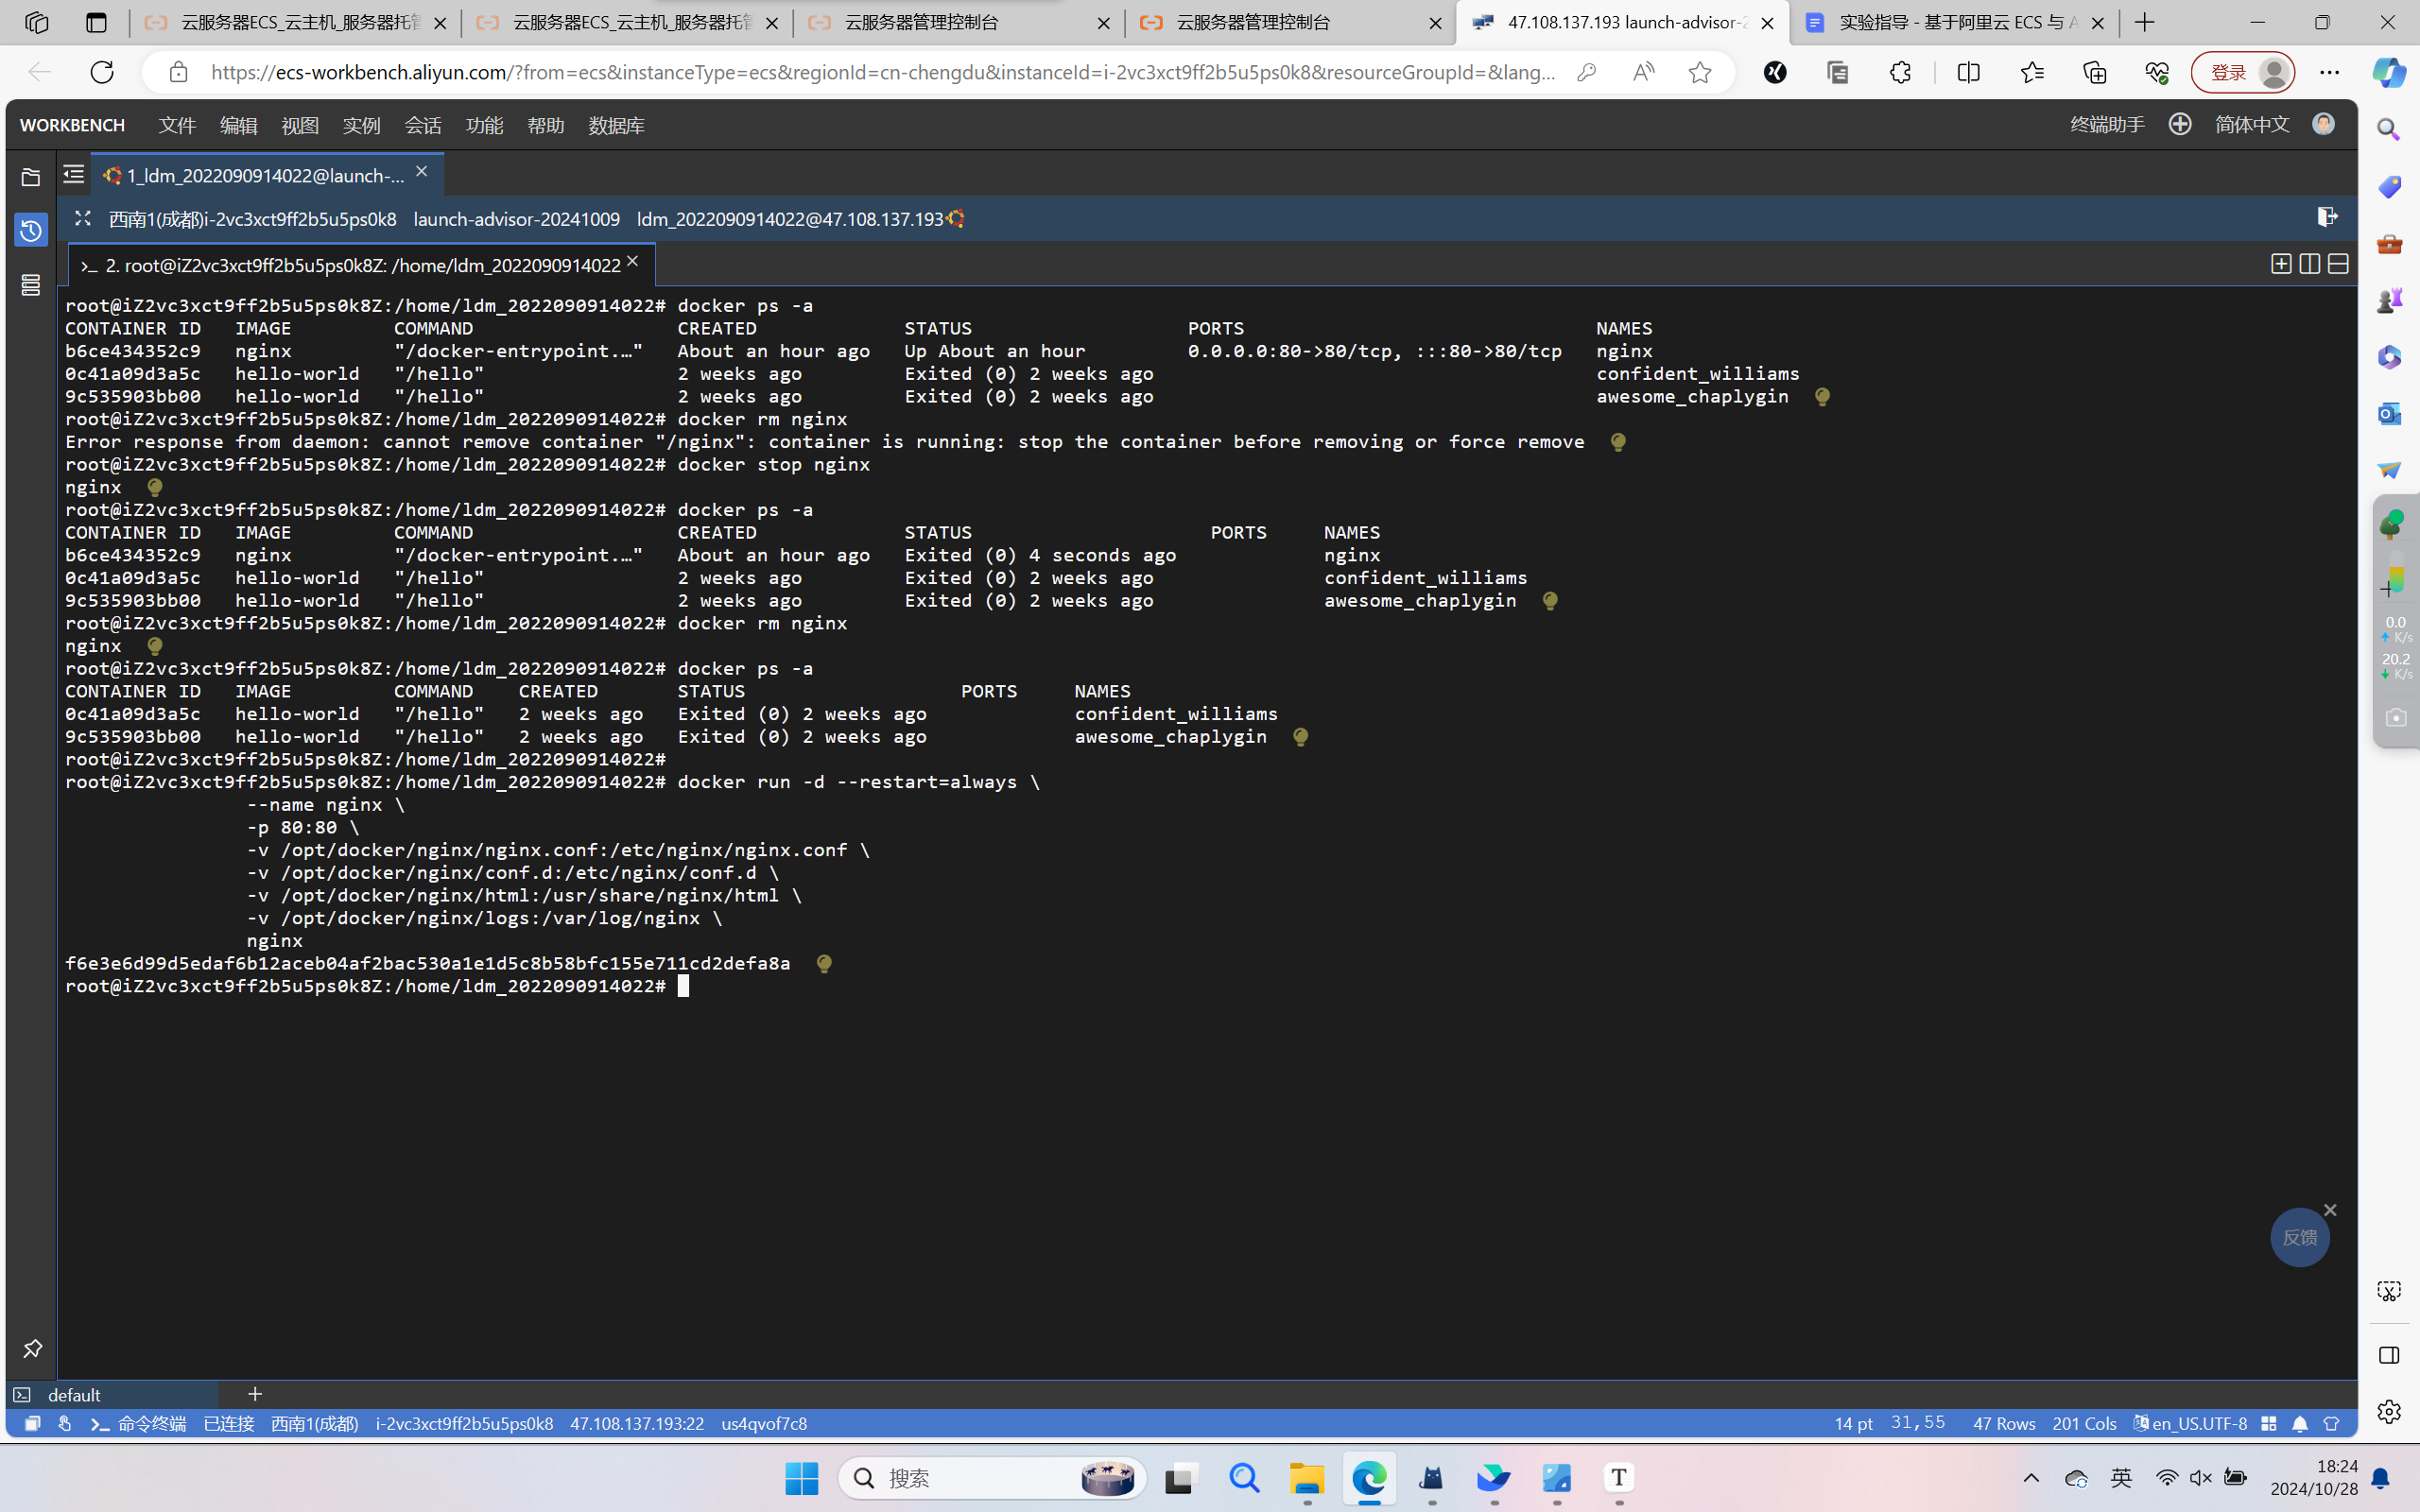 云服务器ECS_云主机_服务器托管
云服务器ECS_云主机_服务器托管
云服务器管理控制台
云服务器管理控制台
47.108.137.193 launch-advisor-2
实验指导 - 基于阿里云 ECS 与 A
https://ecs-workbench.aliyun.com/?from=ecs&instanceType=ecs&regionId=cn-chengdu&instanceId=i-2vc3xct9ff2b5u5ps0k8&resourceGroupId=&lang...
登录
WORKBENCH 文件 编辑 视图 实例 会话 功能 帮助 数据库
终端助手 简体中文
1_ldm_2022090914022@launch-...
西南1(成都)i-2vc3xct9ff2b5u5ps0k8 launch-advisor-20241009 ldm_2022090914022@47.108.137.193
>_ 2. root@iZ2vc3xct9ff2b5u5ps0k8Z: /home/ldm_2022090914022
root@iZ2vc3xct9ff2b5u5ps0k8Z:/home/ldm_2022090914022# docker ps -a
CONTAINER ID IMAGE COMMAND CREATED STATUS PORTS NAMES
b6ce434352c9 nginx "/docker-entrypoint.…" About an hour ago Up About an hour 0.0.0.0:80->80/tcp, :::80->80/tcp nginx
0c41a09d3a5c hello-world "/hello" 2 weeks ago Exited (0) 2 weeks ago confident_williams
9c535903bb00 hello-world "/hello" 2 weeks ago Exited (0) 2 weeks ago awesome_chaplygin
root@iZ2vc3xct9ff2b5u5ps0k8Z:/home/ldm_2022090914022# docker rm nginx
Error response from daemon: cannot remove container "/nginx": container is running: stop the container before removing or force remove
root@iZ2vc3xct9ff2b5u5ps0k8Z:/home/ldm_2022090914022# docker stop nginx
nginx
root@iZ2vc3xct9ff2b5u5ps0k8Z:/home/ldm_2022090914022# docker ps -a
CONTAINER ID IMAGE COMMAND CREATED STATUS PORTS NAMES
b6ce434352c9 nginx "/docker-entrypoint.…" About an hour ago Exited (0) 4 seconds ago nginx
0c41a09d3a5c hello-world "/hello" 2 weeks ago Exited (0) 2 weeks ago confident_williams
9c535903bb00 hello-world "/hello" 2 weeks ago Exited (0) 2 weeks ago awesome_chaplygin
root@iZ2vc3xct9ff2b5u5ps0k8Z:/home/ldm_2022090914022# docker rm nginx
nginx
root@iZ2vc3xct9ff2b5u5ps0k8Z:/home/ldm_2022090914022# docker ps -a
CONTAINER ID IMAGE COMMAND CREATED STATUS PORTS NAMES
0c41a09d3a5c hello-world "/hello" 2 weeks ago Exited (0) 2 weeks ago confident_williams
9c535903bb00 hello-world "/hello" 2 weeks ago Exited (0) 2 weeks ago awesome_chaplygin
root@iZ2vc3xct9ff2b5u5ps0k8Z:/home/ldm_2022090914022#
root@iZ2vc3xct9ff2b5u5ps0k8Z:/home/ldm_2022090914022# docker run -d --restart=always \
--name nginx \
-p 80:80 \
-v /opt/docker/nginx/nginx.conf:/etc/nginx/nginx.conf \
-v /opt/docker/nginx/conf.d:/etc/nginx/conf.d \
-v /opt/docker/nginx/html:/usr/share/nginx/html \
-v /opt/docker/nginx/logs:/var/log/nginx \
nginx
f6e3e6d99d5edaf6b12aceb04af2bac530a1e1d5c8b58bfc155e711cd2defa8a
root@iZ2vc3xct9ff2b5u5ps0k8Z:/home/ldm_2022090914022#
0.0
K/s
20.2
K/s
反馈
default
命令终端 已连接 西南1(成都) i-2vc3xct9ff2b5u5ps0k8 47.108.137.193:22 us4qvof7c8
14 pt 31,55 47 Rows 201 Cols en_US.UTF-8
搜索
英
18:24
2024/10/28